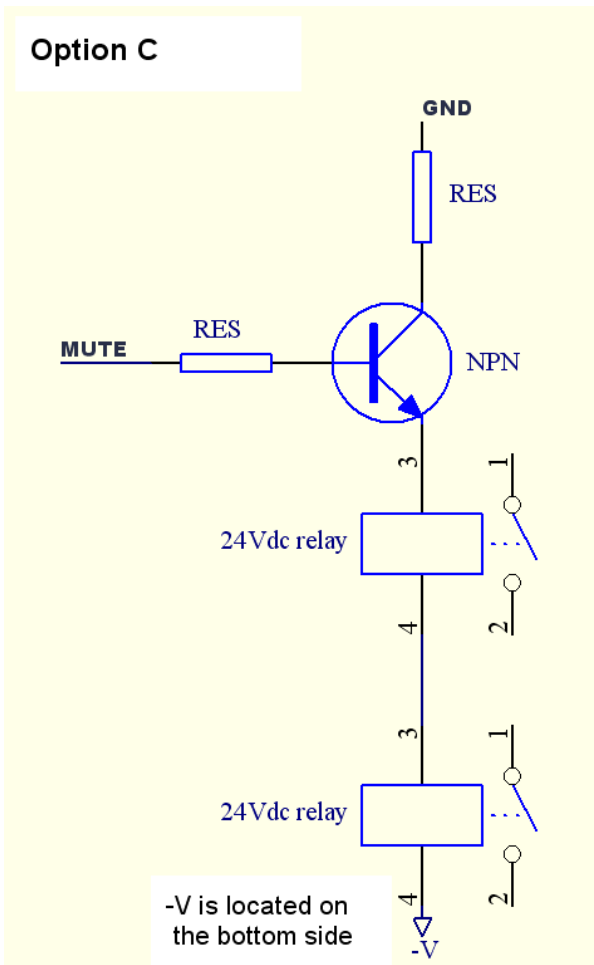 Option C
GND
RES
RES
MUTE
NPN
3
1
24Vdc relay
4
2
3
1
24Vdc relay
4
2
-V is located on
the bottom side
-V